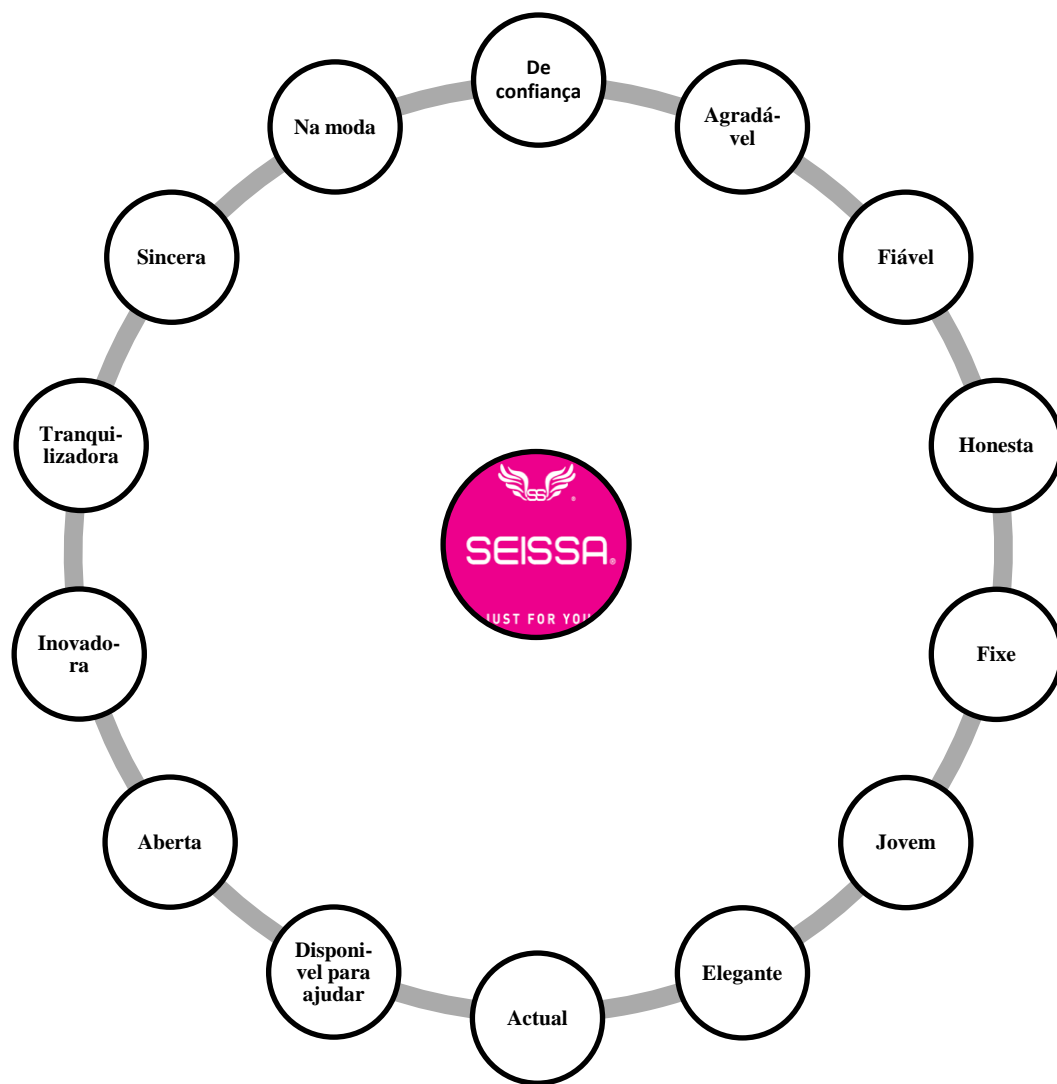 De
confiança
Agradá-
vel
Fiável
Honesta
Fixe
Jovem
Elegante
Actual
Disponi-
vel para
ajudar
Aberta
Inovado-
ra
Tranqui-
lizadora
Sincera
Na moda
SS®
SEISSA®
JUST FOR YOU